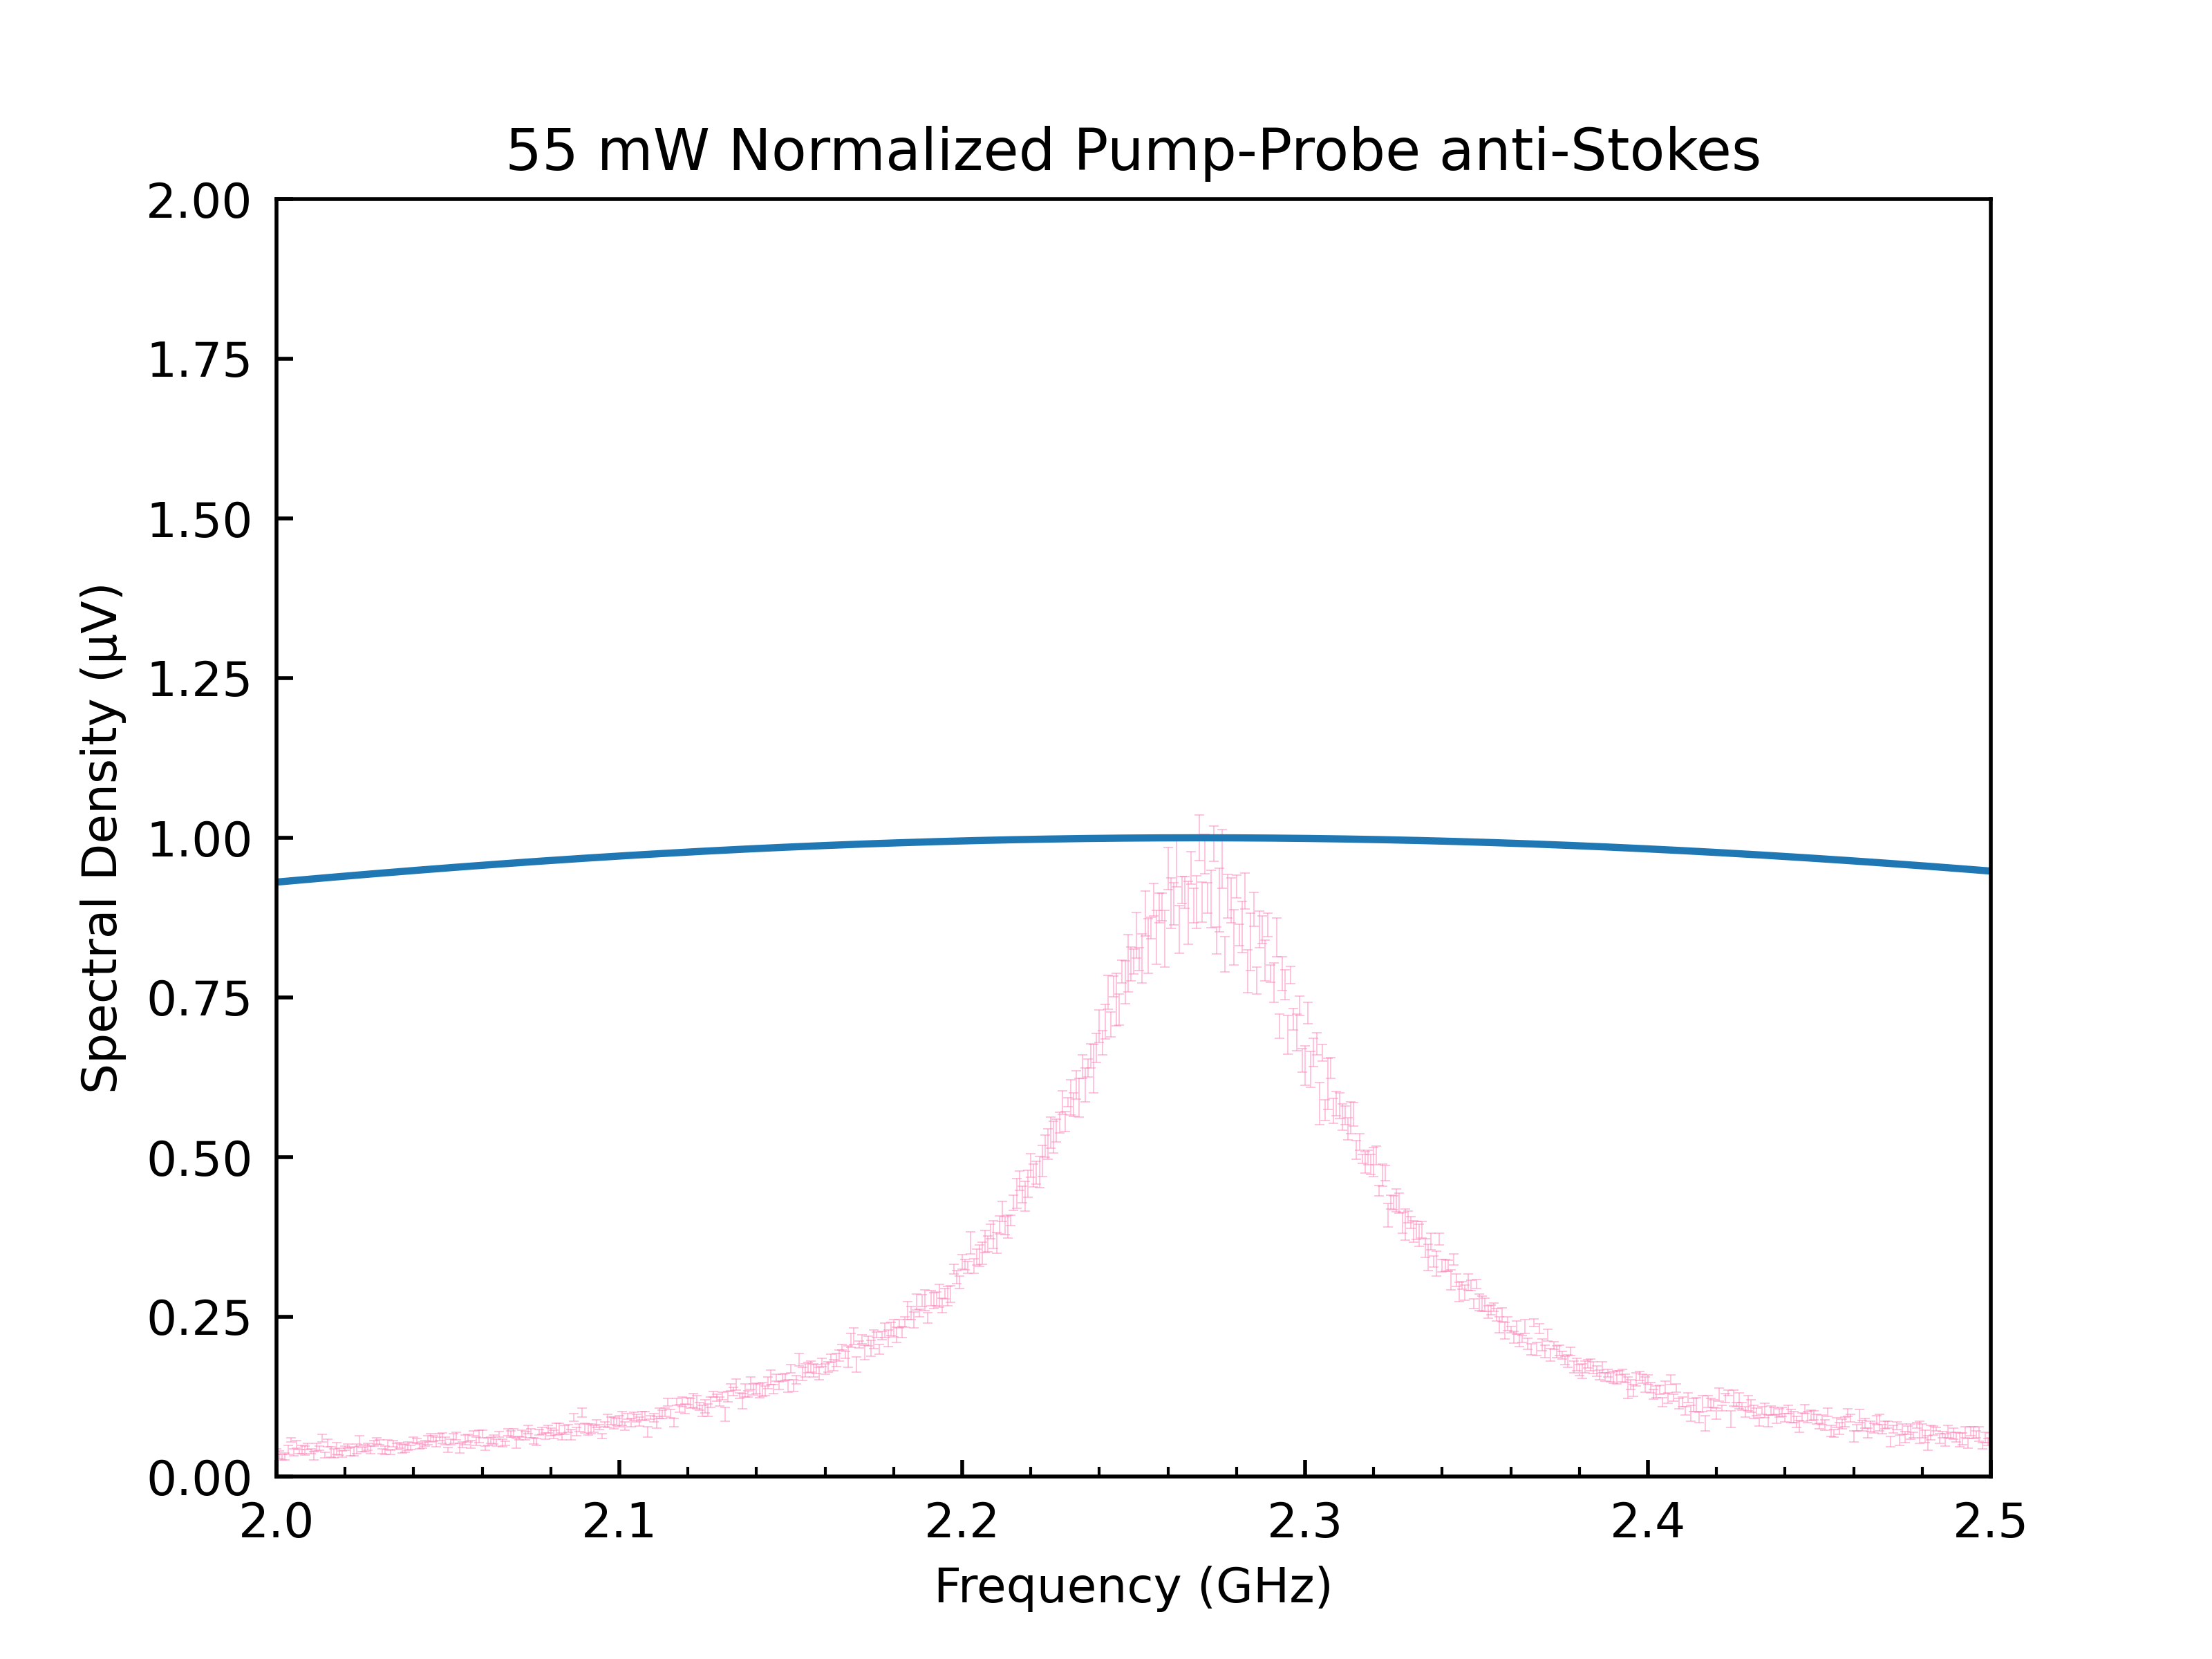 55 mW Normalized Pump-Probe anti-Stokes
2.00
1.75
1.50
1.25
1.00
0.75
0.50
0.25
0.00
Spectral Density (μV)
2.0 2.1 2.2 2.3 2.4 2.5
Frequency (GHz)